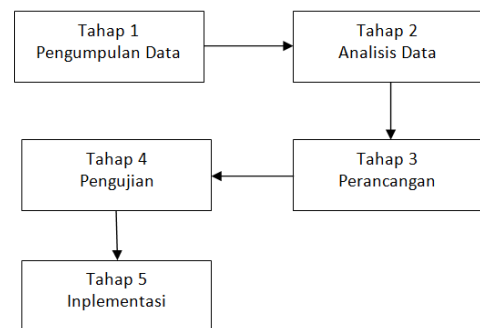 Tahap 1
Pengumpulan Data
Tahap 2
Analisis Data
Tahap 3
Perancangan
Tahap 4
Pengujian
Tahap 5
Inplementasi